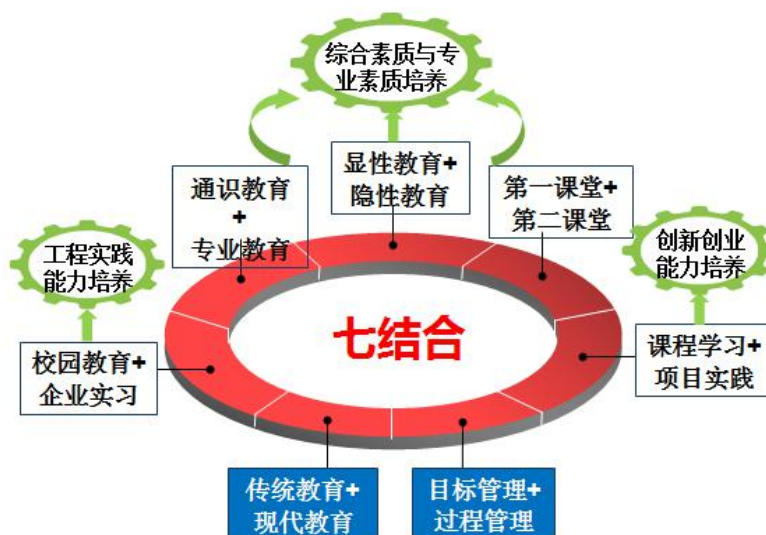 综合素质与专
业素质培养
显性教育+
隐性教育
通识教育
+
专业教育
第一课堂+
第二课堂
工程实践
能力培养
创新创业
能力培养
七结合
校园教育+
企业实习
课程学习+
项目实践
传统教育+
现代教育
目标管理+
过程管理